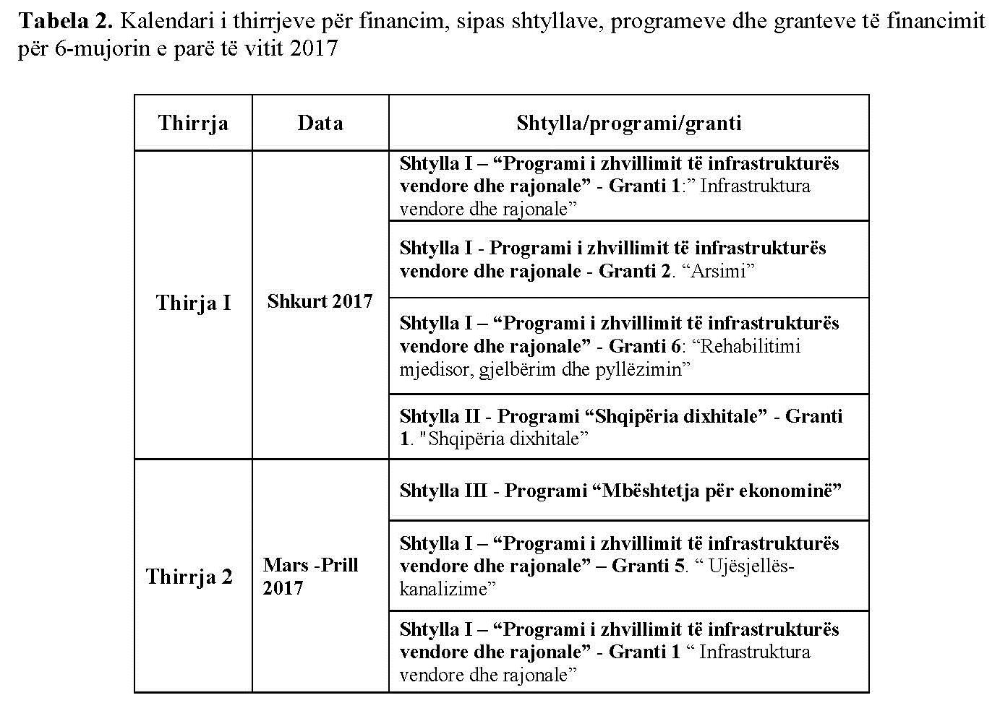 Tabela 2. Kalendari i thirrjeve për financim, sipas shtyllave, programeve dhe granteve të financimit
për 6-mujorin e parë të vitit 2017
Thirrja
Data
Shtylla/programi/granti
Thirja I
Shkurt 2017
Shtylla I – “Programi i zhvillimit të infrastrukturës
vendore dhe rajonale” - Granti 1:” Infrastruktura
vendore dhe rajonale”
Shtylla I - Programi i zhvillimit të infrastrukturës
vendore dhe rajonale - Granti 2. “Arsimi”
Shtylla I – “Programi i zhvillimit të infrastrukturës
vendore dhe rajonale” - Granti 6: “Rehabilitimi
mjedisor, gjelbërim dhe pyllëzimin”
Shtylla II - Programi “Shqipëria dixhitale” - Granti
1. "Shqipëria dixhitale”
Thirrja 2
Mars -Prill
2017
Shtylla III - Programi “Mbështetja për ekonominë”
Shtylla I – “Programi i zhvillimit të infrastrukturës
vendore dhe rajonale” – Granti 5. “ Ujësjellës-
kanalizime”
Shtylla I – “Programi i zhvillimit të infrastrukturës
vendore dhe rajonale” - Granti 1 “ Infrastruktura
vendore dhe rajonale”